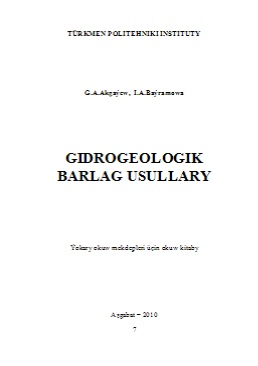 TÜRKMEN POLITEHNIKI INSTITUTY
G.A.Akgaýew, I.A.Baýramowa
GIDROGEOLOGIK
BARLAG USULLARY
Ýokary okuw mekdepleri üçin okuw kitaby
Aşgabat – 2010
7